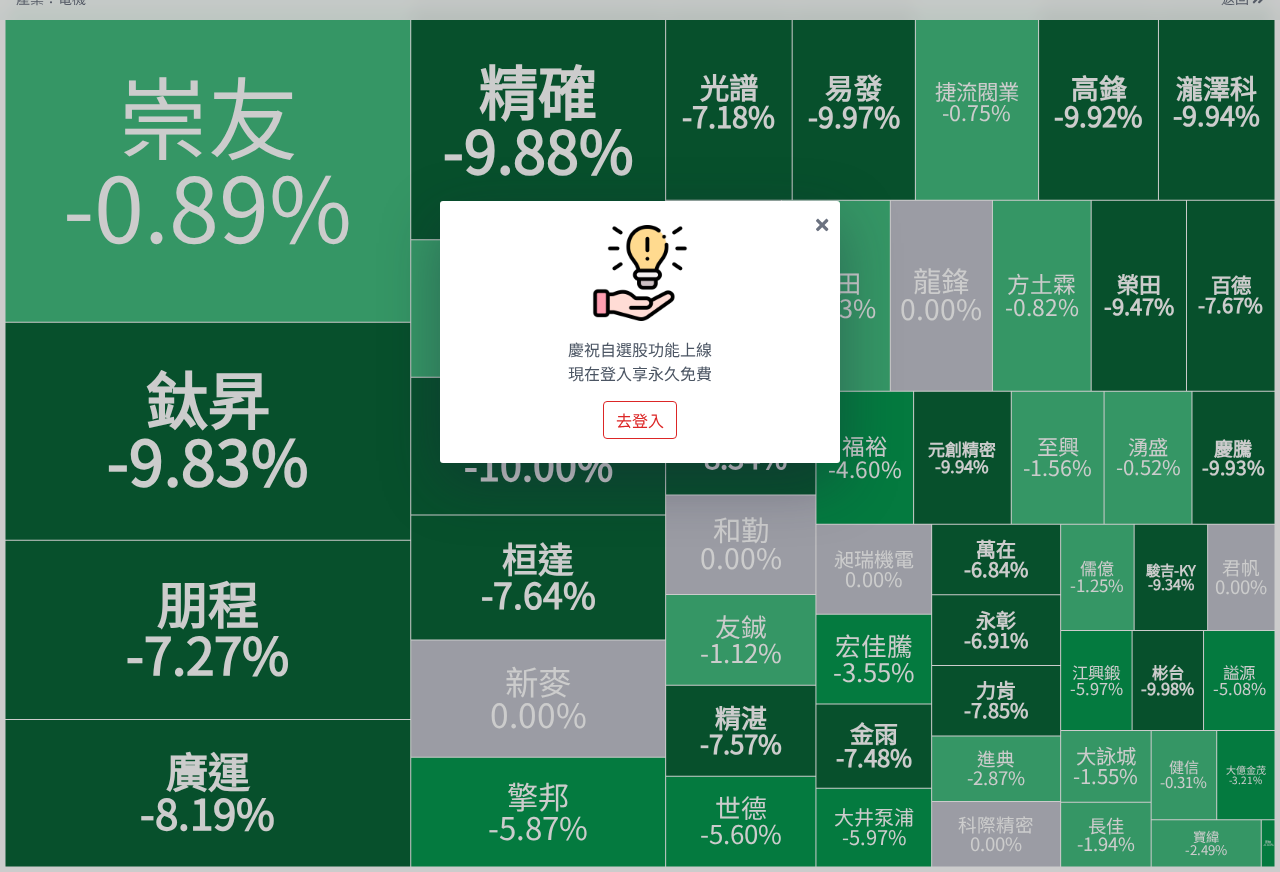 產業：電機
返回
崇友
-0.89%
精確
-9.88%
光譜
-7.18%
易發
-9.97%
捷流閥業
-0.75%
高鋒
-9.92%
瀧澤科
-9.94%
田
3%
龍鋒
0.00%
方土霖
-0.82%
榮田
-9.47%
百德
-7.67%
慶祝自選股功能上線
現在登入享永久免費
去登入
鈦昇
-9.83%
-10.00%
福裕
-4.60%
元創精密
-9.94%
至興
-1.56%
湧盛
-0.52%
慶騰
-9.93%
朋程
-7.27%
桓達
-7.64%
和勤
0.00%
昶瑞機電
0.00%
萬在
-6.84%
儒億
-1.25%
駿吉-KY
-9.34%
君帆
0.00%
友鋮
-1.12%
宏佳騰
-3.55%
永彰
-6.91%
新麥
0.00%
江興鍛
-5.97%
彬台
-9.98%
謚源
-5.08%
精湛
-7.57%
金雨
-7.48%
力肯
-7.85%
廣運
-8.19%
擎邦
-5.87%
世德
-5.60%
大井泵浦
-5.97%
進典
-2.87%
大詠城
-1.55%
健信
-0.31%
大億金茂
-3.21%
科際精密
0.00%
長佳
-1.94%
寶緯
-2.49%